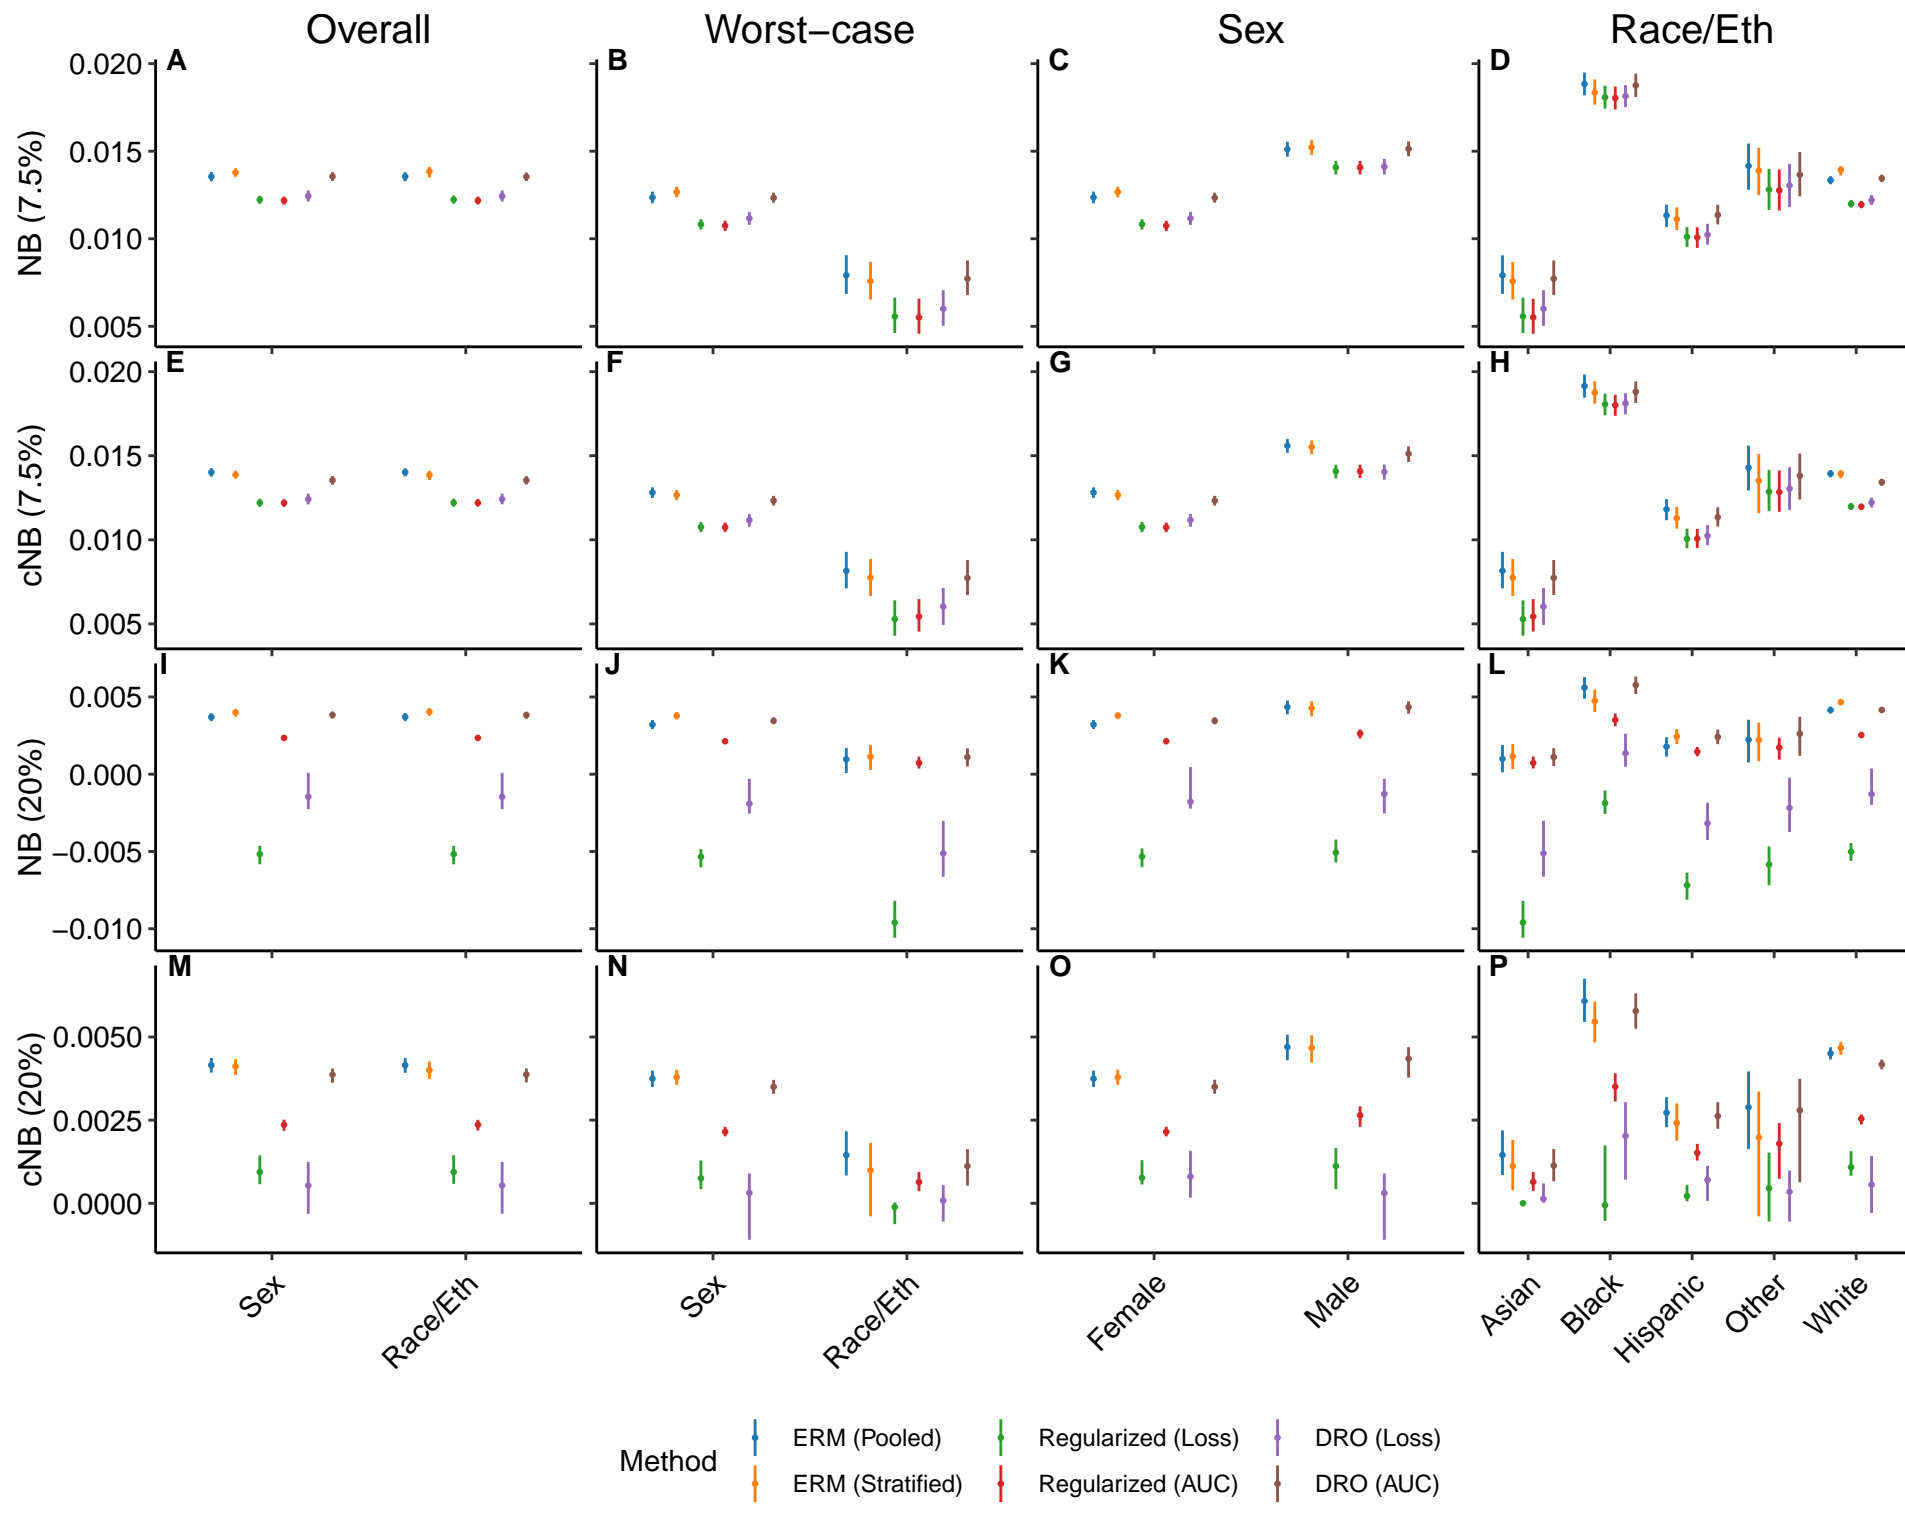 Overall Worst−case Sex Race/Eth
A B C D
NB (7.5%)
0.020
0.015
0.010
0.005
E F G H
cNB (7.5%)
0.020
0.015
0.010
0.005
I J K L
NB (20%)
0.005
0.000
−0.005
−0.010
M N O P
cNB (20%)
0.0050
0.0025
0.0000
Sex Race/Eth Sex Race/Eth Female Male Asian Black Hispanic Other White
Method
ERM (Pooled) Regularized (Loss) DRO (Loss)
ERM (Stratified) Regularized (AUC) DRO (AUC)